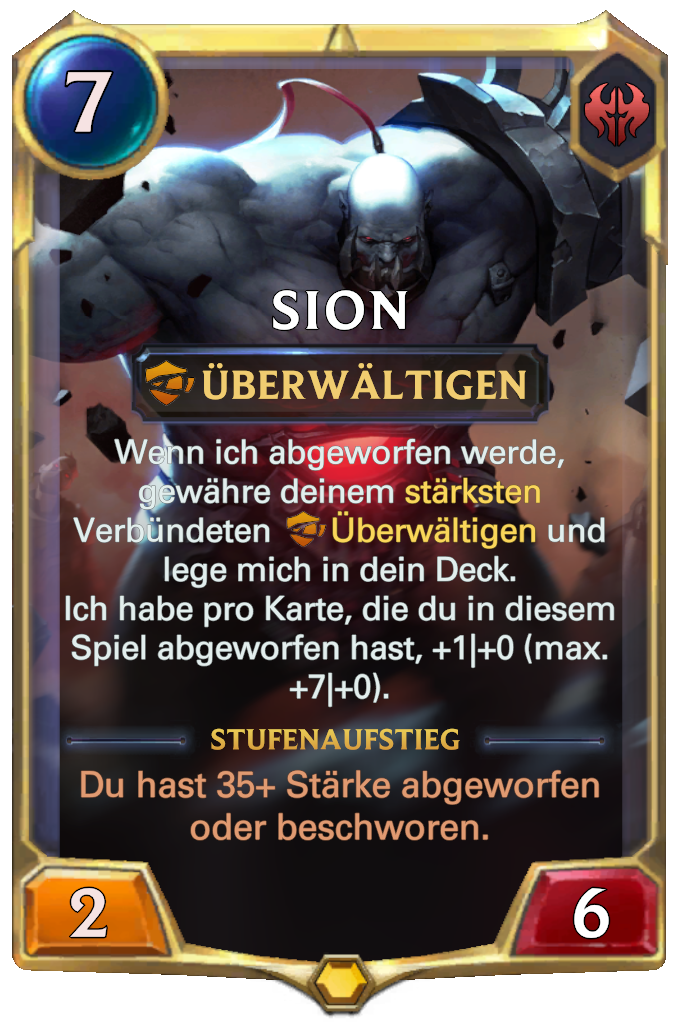 7
SION
ÜBERWÄLTIGEN
Wenn ich abgeworfen werde,
gewähre deinem stärksten
Verbündeten Überwältigen und
lege mich in dein Deck.
Ich habe pro Karte, die du in diesem
Spiel abgeworfen hast, +1|+0 (max.
+7|+0).
STUFENAUFSTIEG
Du hast 35+ Stärke abgeworfen
oder beschworen.
2
6